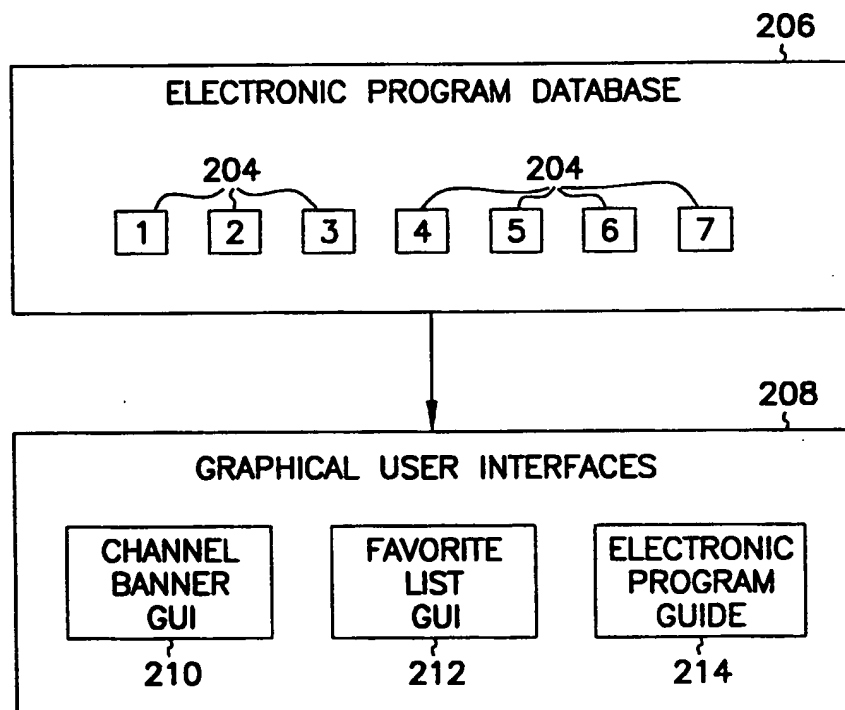 206
ELECTRONIC PROGRAM DATABASE
204 204
1 2 3 4 5 6 7
208
GRAPHICAL USER INTERFACES
CHANNEL
BANNER
GUI
210
FAVORITE
LIST
GUI
212
ELECTRONIC
PROGRAM
GUIDE
214